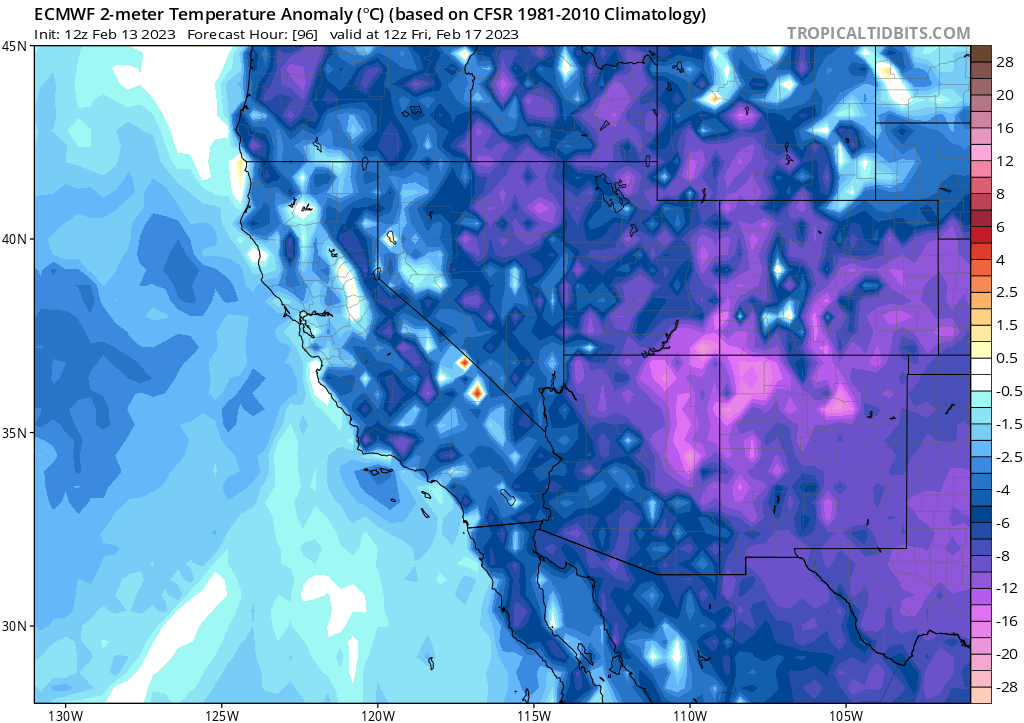 ECMWF 2-meter Temperature Anomaly (°C) (based on CFSR 1981-2010 Climatology)
Init: 12z Feb 13 2023   Forecast Hour: [96]   valid at 12z Fri, Feb 17 2023
TROPICALTIDBITS.COM
45N
40N
35N
30N
130W
125W
120W
115W
110W
105W
28
20
16
12
8
6
4
2.5
1.5
0.5
-0.5
-1.5
-2.5
-4
-6
-8
-12
-16
-20
-28